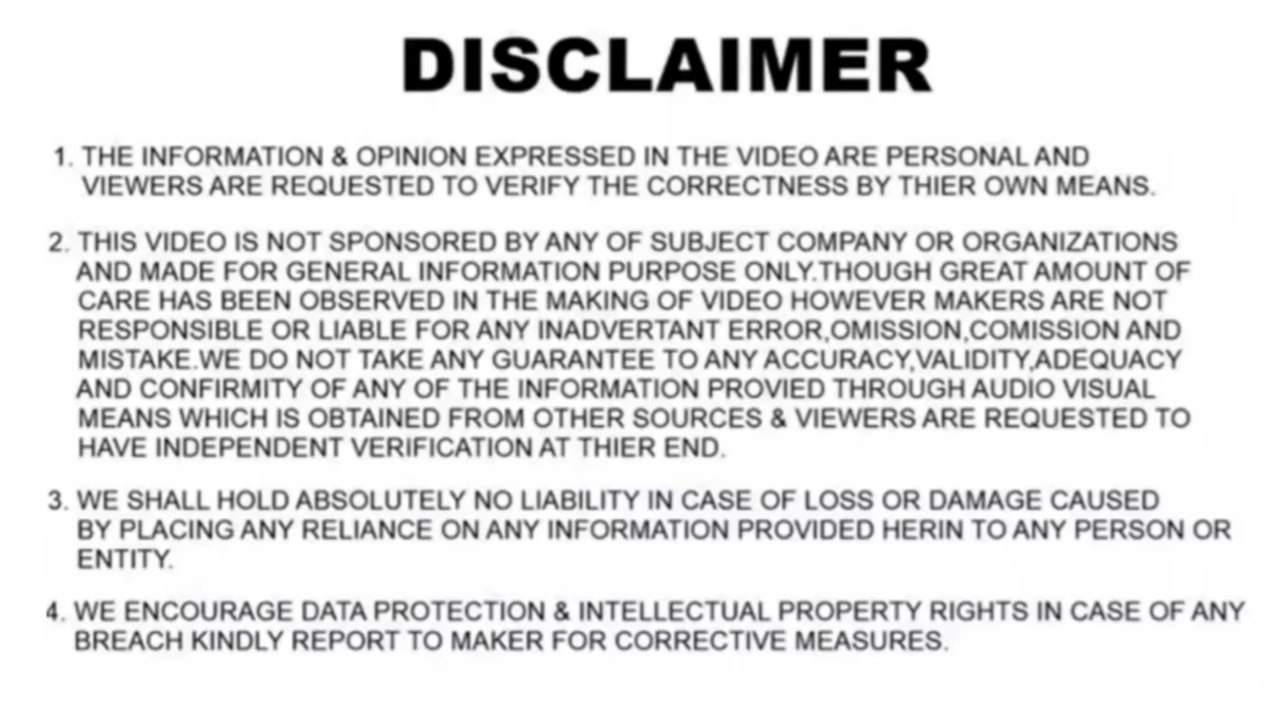 DISCLAIMER
1. THE INFORMATION & OPINION EXPRESSED IN THE VIDEO ARE PERSONAL AND
VIEWERS ARE REQUESTED TO VERIFY THE CORRECTNESS BY THIER OWN MEANS.
2. THIS VIDEO IS NOT SPONSORED BY ANY OF SUBJECT COMPANY OR ORGANIZATIONS
AND MADE FOR GENERAL INFORMATION PURPOSE ONLY.THOUGH GREAT AMOUNT OF
CARE HAS BEEN OBSERVED IN THE MAKING OF VIDEO HOWEVER MAKERS ARE NOT
RESPONSIBLE OR LIABLE FOR ANY INADVERTANT ERROR,OMISSION,COMISSION AND
MISTAKE.WE DO NOT TAKE ANY GUARANTEE TO ANY ACCURACY,VALIDITY,ADEQUACY
AND CONFIRMITY OF ANY OF THE INFORMATION PROVIED THROUGH AUDIO VISUAL
MEANS WHICH IS OBTAINED FROM OTHER SOURCES & VIEWERS ARE REQUESTED TO
HAVE INDEPENDENT VERIFICATION AT THIER END.
3. WE SHALL HOLD ABSOLUTELY NO LIABILITY IN CASE OF LOSS OR DAMAGE CAUSED
BY PLACING ANY RELIANCE ON ANY INFORMATION PROVIDED HERIN TO ANY PERSON OR
ENTITY.
4. WE ENCOURAGE DATA PROTECTION & INTELLECTUAL PROPERTY RIGHTS IN CASE OF ANY
BREACH KINDLY REPORT TO MAKER FOR CORRECTIVE MEASURES.